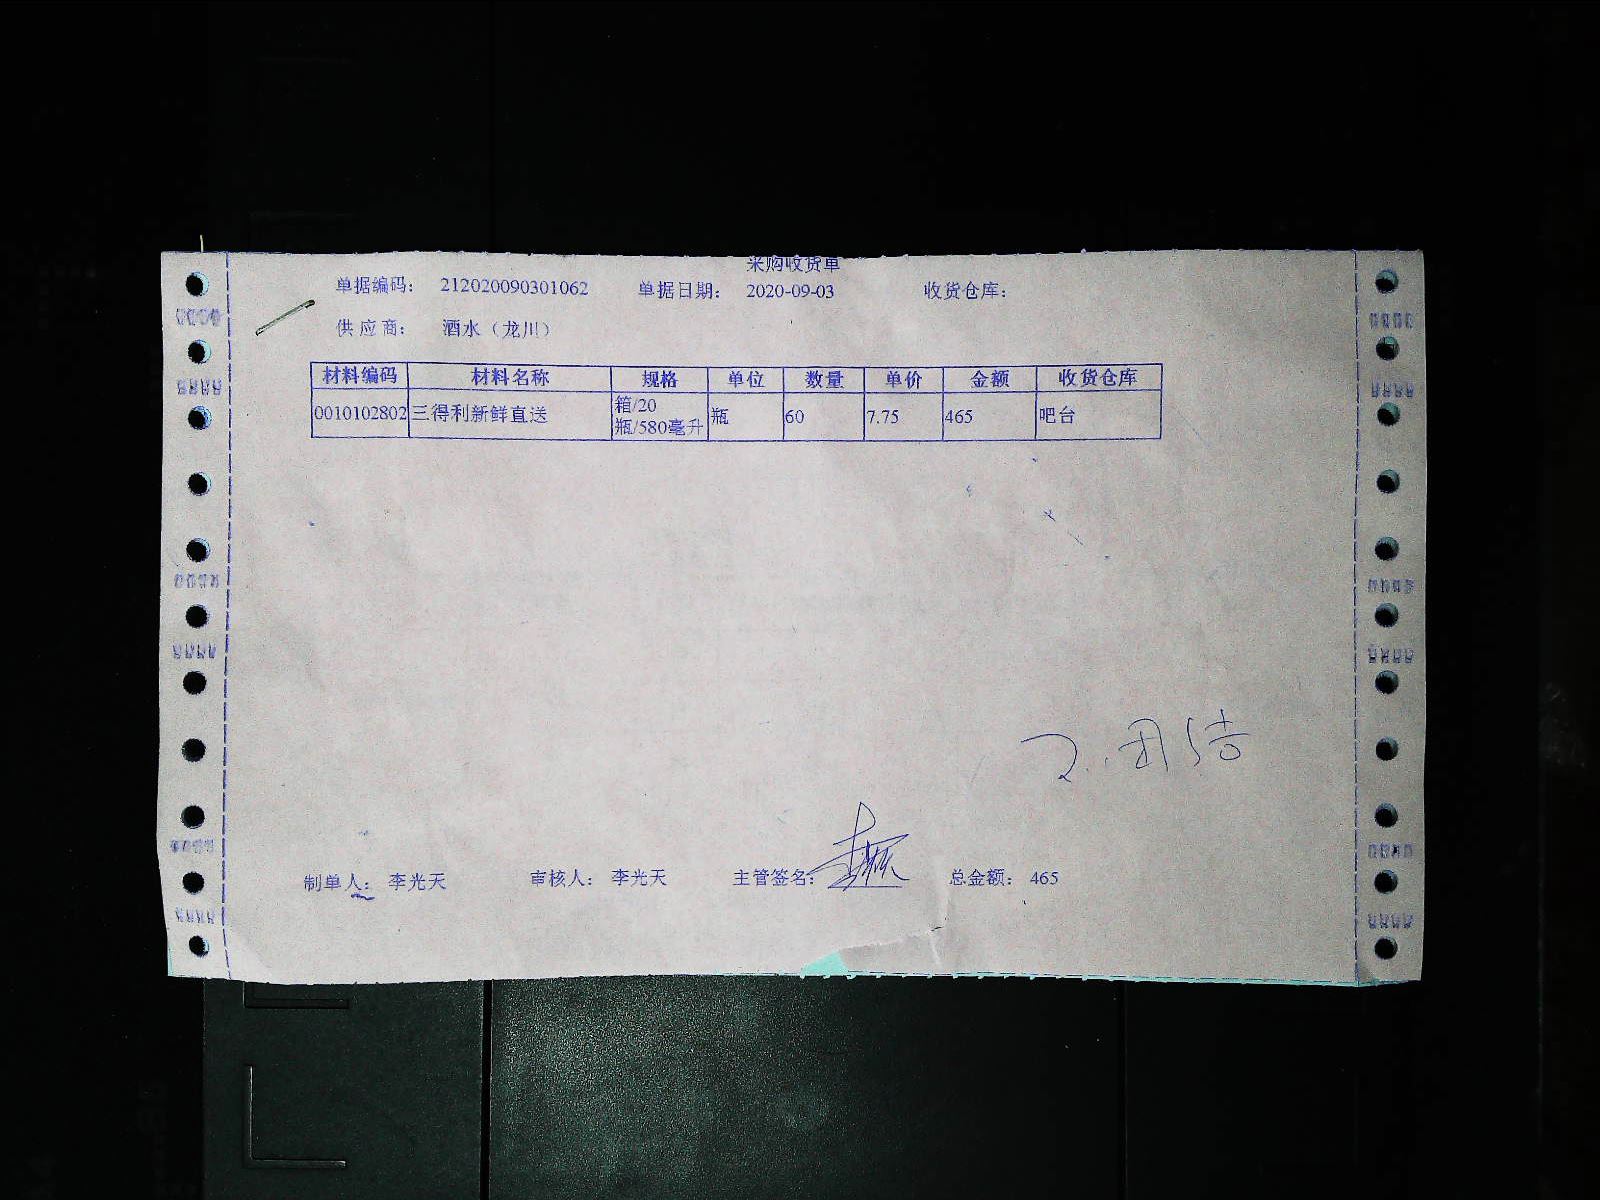 采购收货单
单据编码: 212020090301062 单据日期: 2020-09-03 收货仓库:
供应商: 酒水（龙川）
材料编码 材料名称 规格 单位 数量 单价 金额 收货仓库
0010102802 三得利新鲜直送 箱/20瓶/580毫升 瓶 60 7.75 465 吧台
制单人: 李光天 审核人: 李光天 主管签名: 总金额: 465